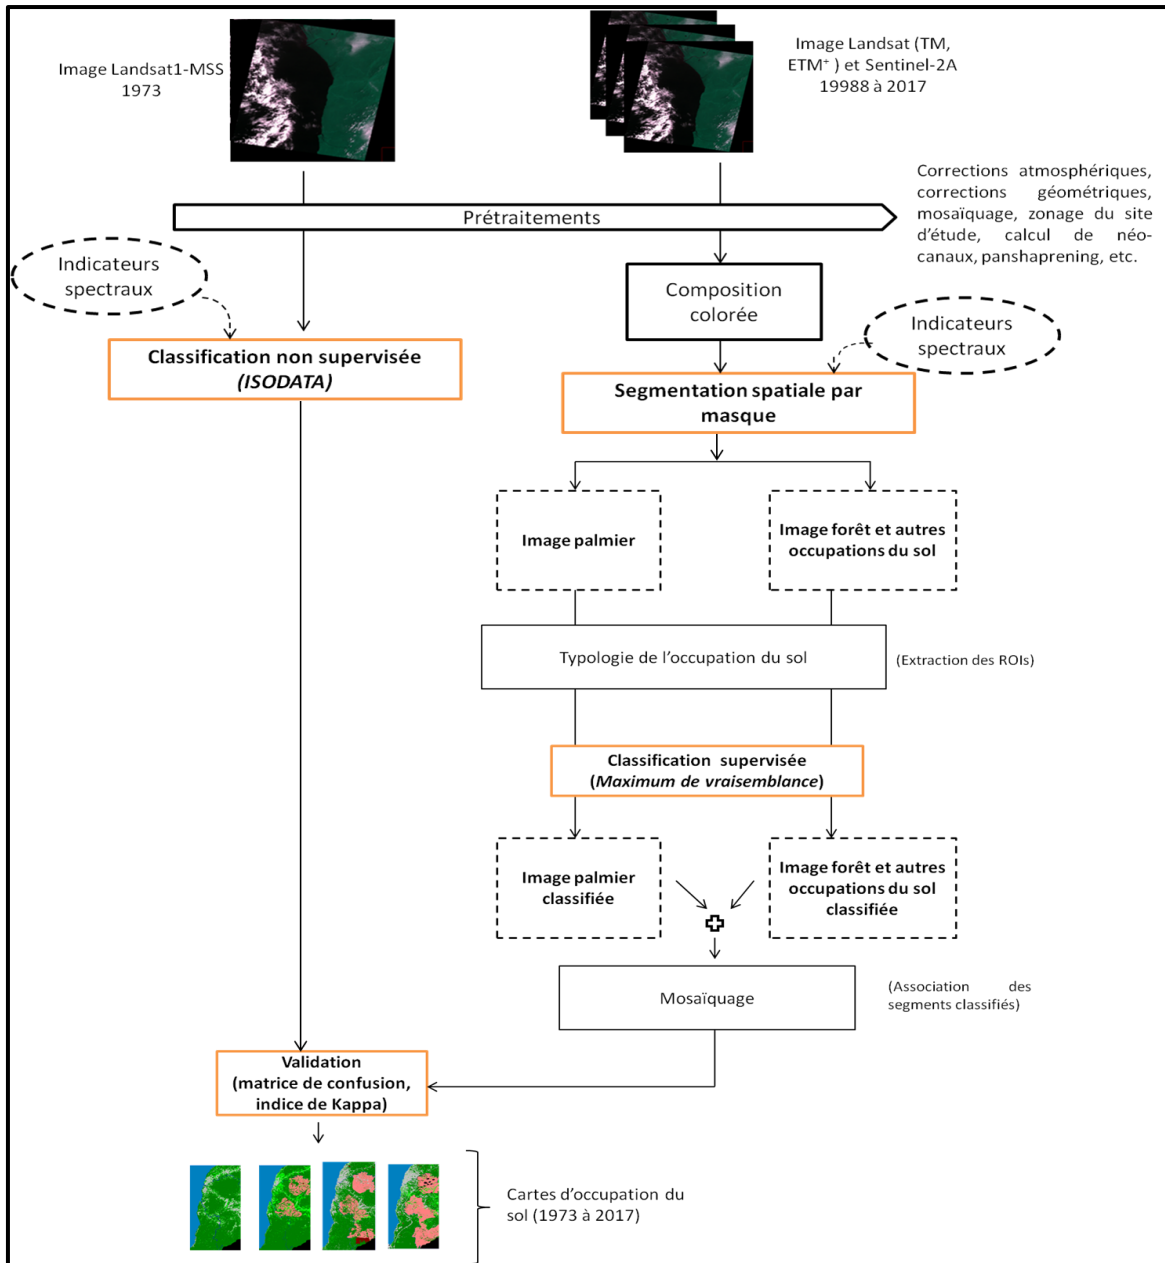 Image Landsat1-MSS
1973
Image Landsat (TM,
ETM⁺ ) et Sentinel-2A
19988 à 2017
Corrections atmosphériques,
corrections géométriques,
mosaïquage, zonage du site
d'étude, calcul de néo-
canaux, panshaprening, etc.
Prétraitements
Indicateurs
spectraux
Composition
colorée
Indicateurs
spectraux
Classification non supervisée
(ISODATA)
Segmentation spatiale par
masque
Image palmier
Image forêt et autres
occupations du sol
Typologie de l'occupation du sol
(Extraction des ROIs)
Classification supervisée
(Maximum de vraisemblance)
Image palmier
classifiée
Image forêt et autres
occupations du sol
classifiée
Mosaïquage
(Association des
segments classifiés)
Validation
(matrice de confusion,
indice de Kappa)
Cartes d'occupation du
sol (1973 à 2017)